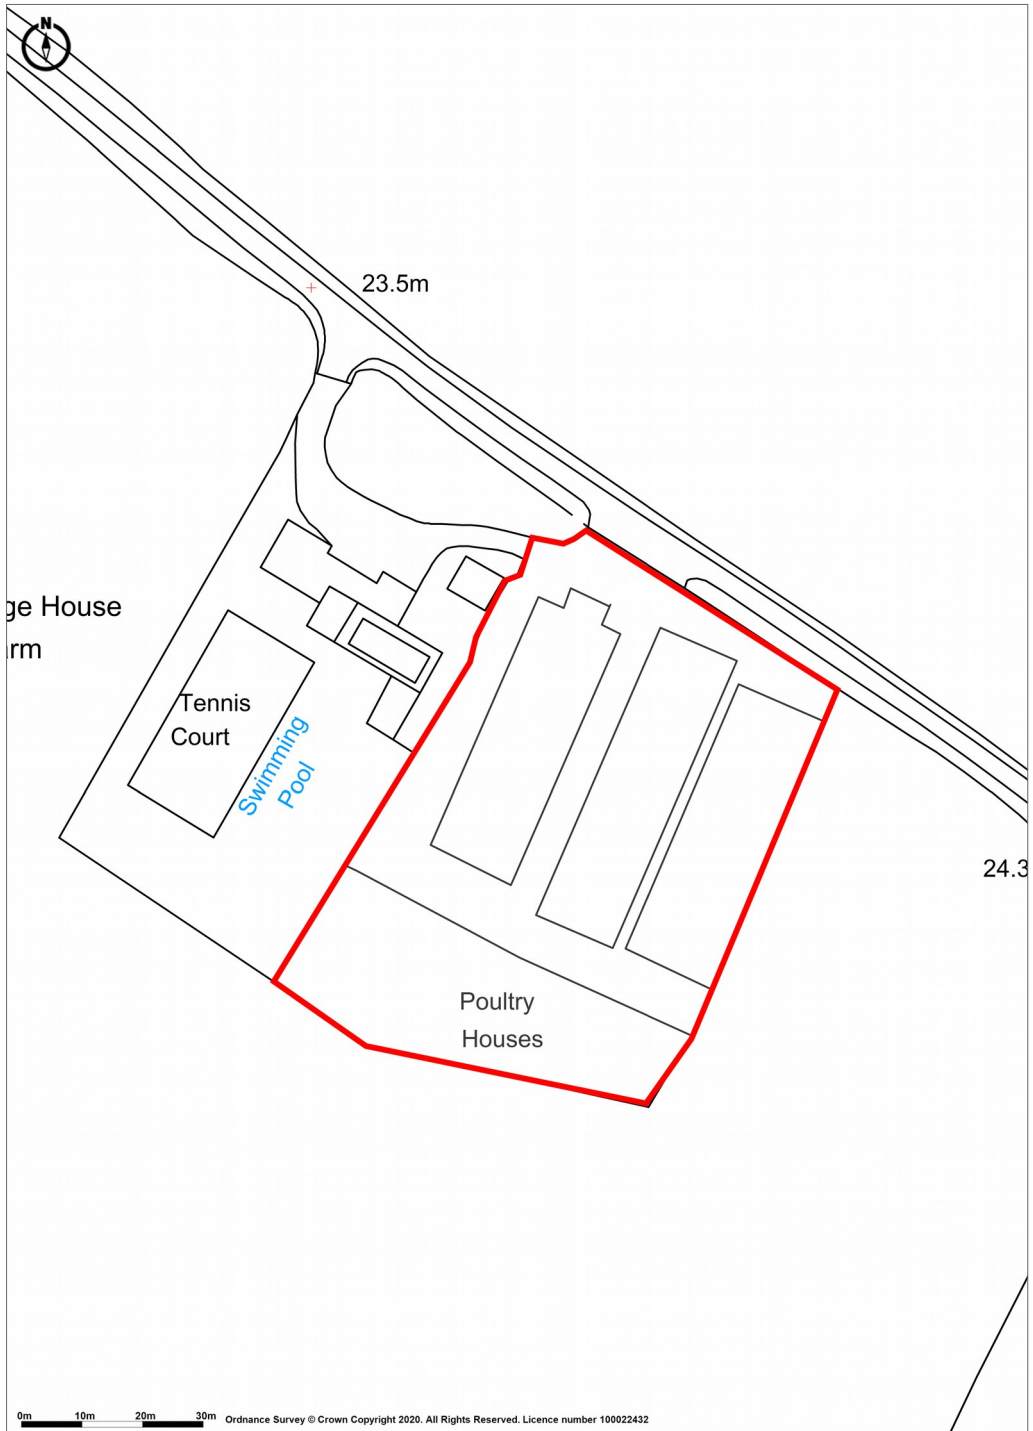 N
23.5m
ge House
rm
Tennis
Court
Swimming
Pool
24.3
Poultry
Houses
0m 10m 20m 30m
Ordnance Survey © Crown Copyright 2020. All Rights Reserved. Licence number 100022432